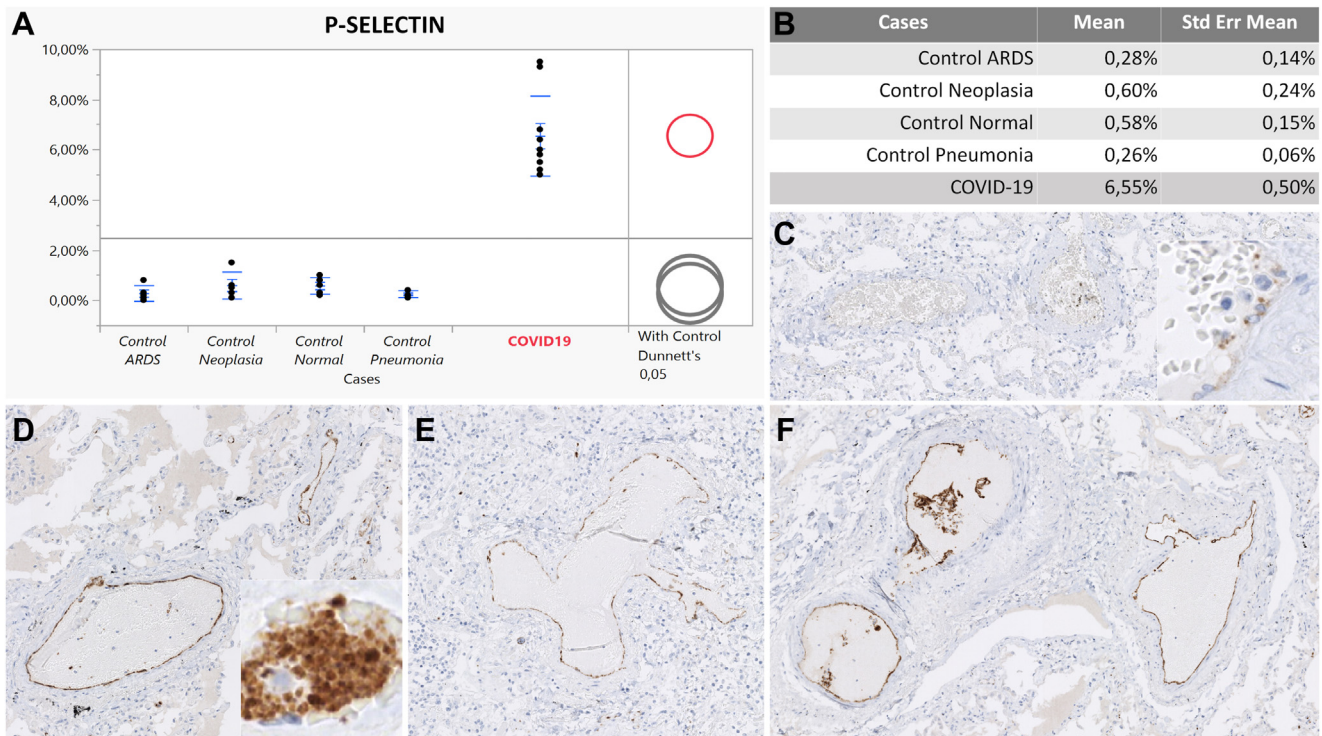 A
P-SELECTIN
10,00%
8,00%
6,00%
4,00%
2,00%
0,00%
Control ARDS
Control Neoplasia
Control Normal
Control Pneumonia
COVID19
With Control Dunnett's 0,05
Cases
B
Cases Mean Std Err Mean
Control ARDS 0,28% 0,14%
Control Neoplasia 0,60% 0,24%
Control Normal 0,58% 0,15%
Control Pneumonia 0,26% 0,06%
COVID-19 6,55% 0,50%
C
D
E
F